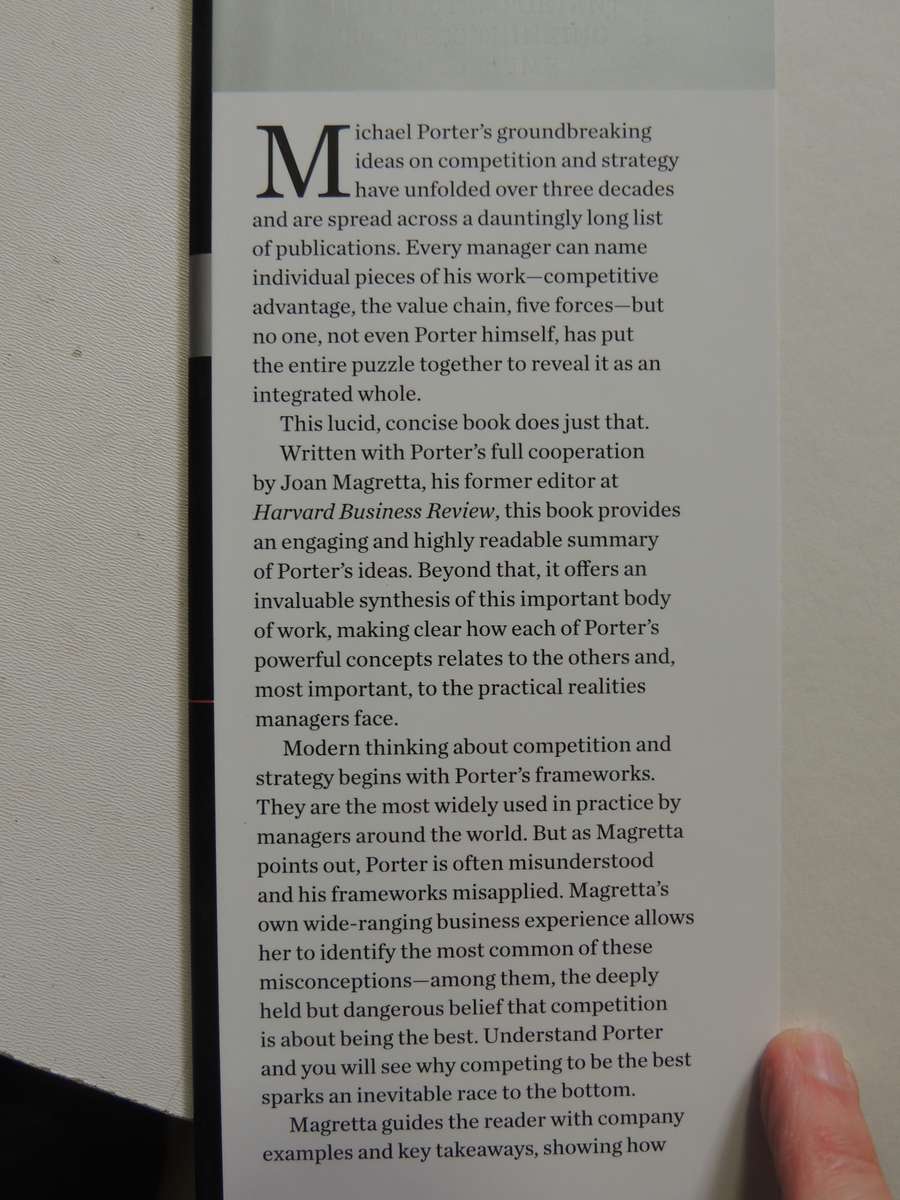 Michael Porter’s groundbreaking
ideas on competition and strategy
have unfolded over three decades
and are spread across a dauntingly long list
of publications. Every manager can name
individual pieces of his work—competitive
advantage, the value chain, five forces—but
no one, not even Porter himself, has put
the entire puzzle together to reveal it as an
integrated whole.
This lucid, concise book does just that.
Written with Porter’s full cooperation
by Joan Magretta, his former editor at
Harvard Business Review, this book provides
an engaging and highly readable summary
of Porter’s ideas. Beyond that, it offers an
invaluable synthesis of this important body
of work, making clear how each of Porter’s
powerful concepts relates to the others and,
most important, to the practical realities
managers face.
Modern thinking about competition and
strategy begins with Porter’s frameworks.
They are the most widely used in practice by
managers around the world. But as Magretta
points out, Porter is often misunderstood
and his frameworks misapplied. Magretta’s
own wide-ranging business experience allows
her to identify the most common of these
misconceptions—among them, the deeply
held but dangerous belief that competition
is about being the best. Understand Porter
and you will see why competing to be the best
sparks an inevitable race to the bottom.
Magretta guides the reader with company
examples and key takeaways, showing how